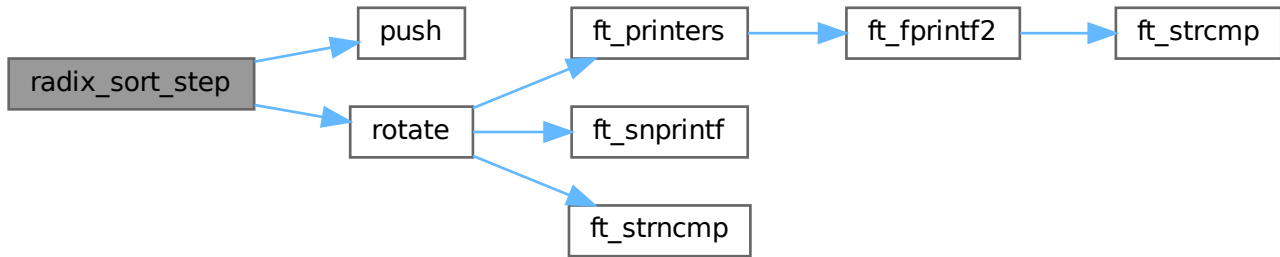 radix_sort_step
push
rotate
ft_printers
ft_snprintf
ft_strncmp
ft_fprintf2
ft_strcmp